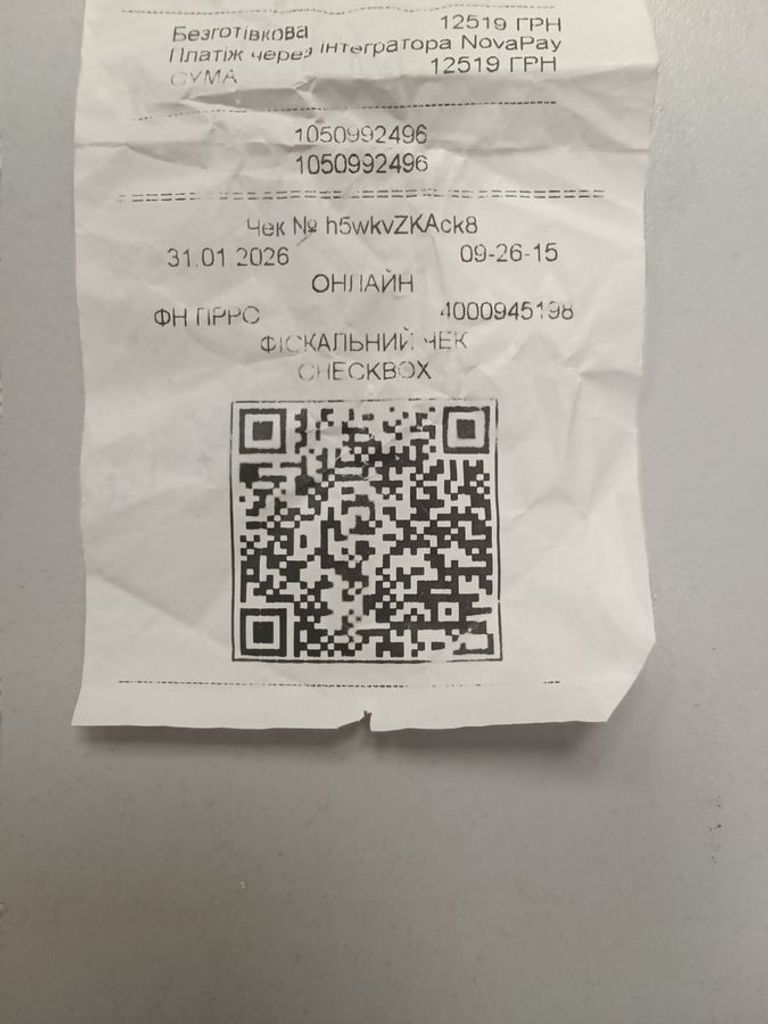 Безготівкова 12519 ГРН
Платіж через інтегратора NovaPay
СУМА 12519 ГРН
1050992496
1050992496
Чек № h5wkvZKAck8
31.01 2026 09-26-15
ОНЛАЙН
ФН ПРРО 4000945198
ФІСКАЛЬНИЙ ЧЕК
CHECKBOX